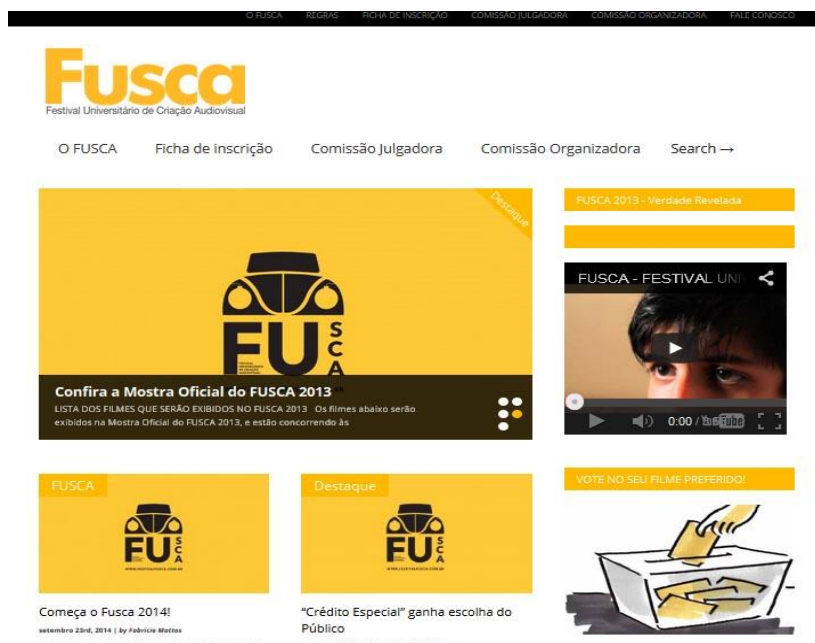 O FUSCA REGRAS FICHA DE INSCRIÇÃO COMISSÃO JULGADORA COMISSÃO ORGANIZADORA FALE CONOSCO
Fusca
Festival Universitário de Criação Audiovisual
O FUSCA Ficha de inscrição Comissão Julgadora Comissão Organizadora Search →
Destaque
FUSCA
Confira a Mostra Oficial do FUSCA 2013
LISTA DOS FILMES QUE SERÃO EXIBIDOS NO FUSCA 2013 Os filmes abaixo serão
exibidos na Mostra Oficial do FUSCA 2013, e estão concorrendo às
FUSCA 2013 - Verdade Revelada
FUSCA - FESTIVAL UNI
0:00
YouTube
FUSCA
FUSCA
Começa o Fusca 2014!
setembro 23rd, 2014 | by Fabricio Mattos
Destaque
FUSCA
"Crédito Especial" ganha escolha do
Público
VOTE NO SEU FILME PREFERIDO!